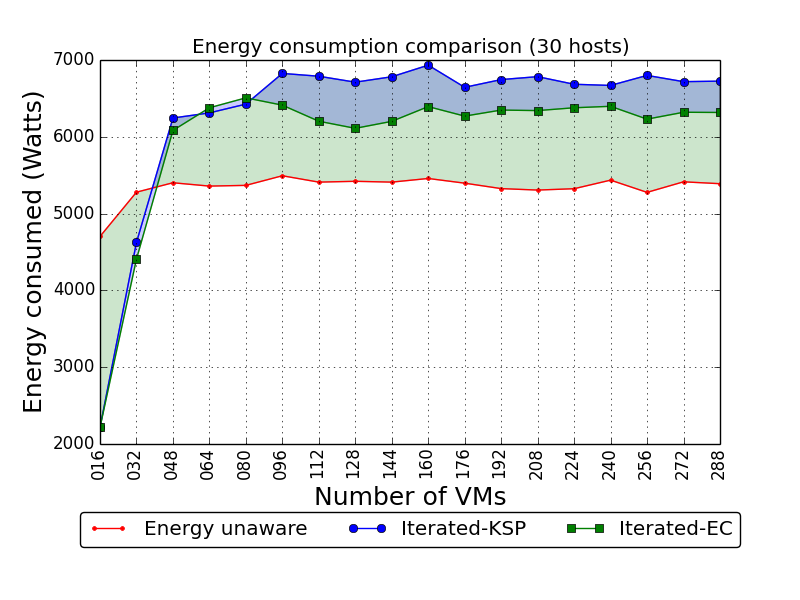 Energy consumption comparison (30 hosts)
7000
6000
5000
4000
3000
2000
Energy consumed (Watts)
016 032 048 064 080 096 112 128 144 160 176 192 208 224 240 256 272 288
Number of VMs
Energy unaware Iterated-KSP Iterated-EC